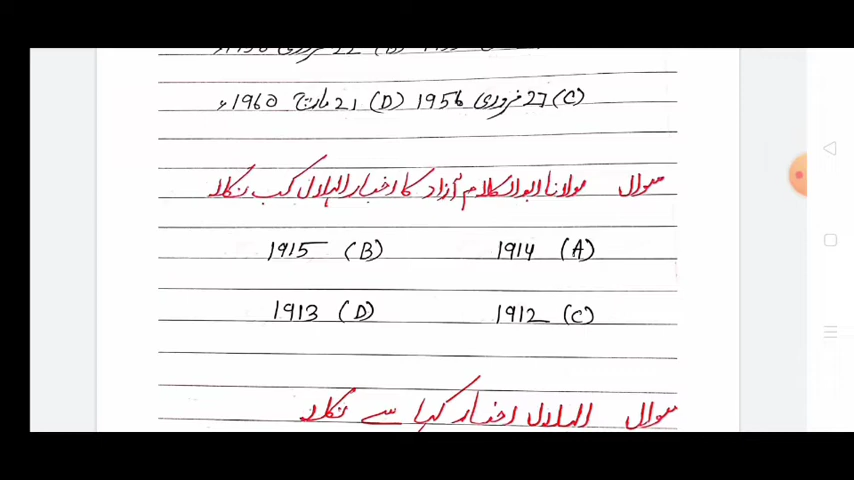 (C) 27 فروری 1956 (D) 21 مارچ 1960ء
سوال مولانا ابوالکلام آزاد کا اخبار الہلال کب نکلا
(A) 1914 (B) 1915
(C) 1912 (D) 1913
سوال الہلال اخبار کہا سے نکلا